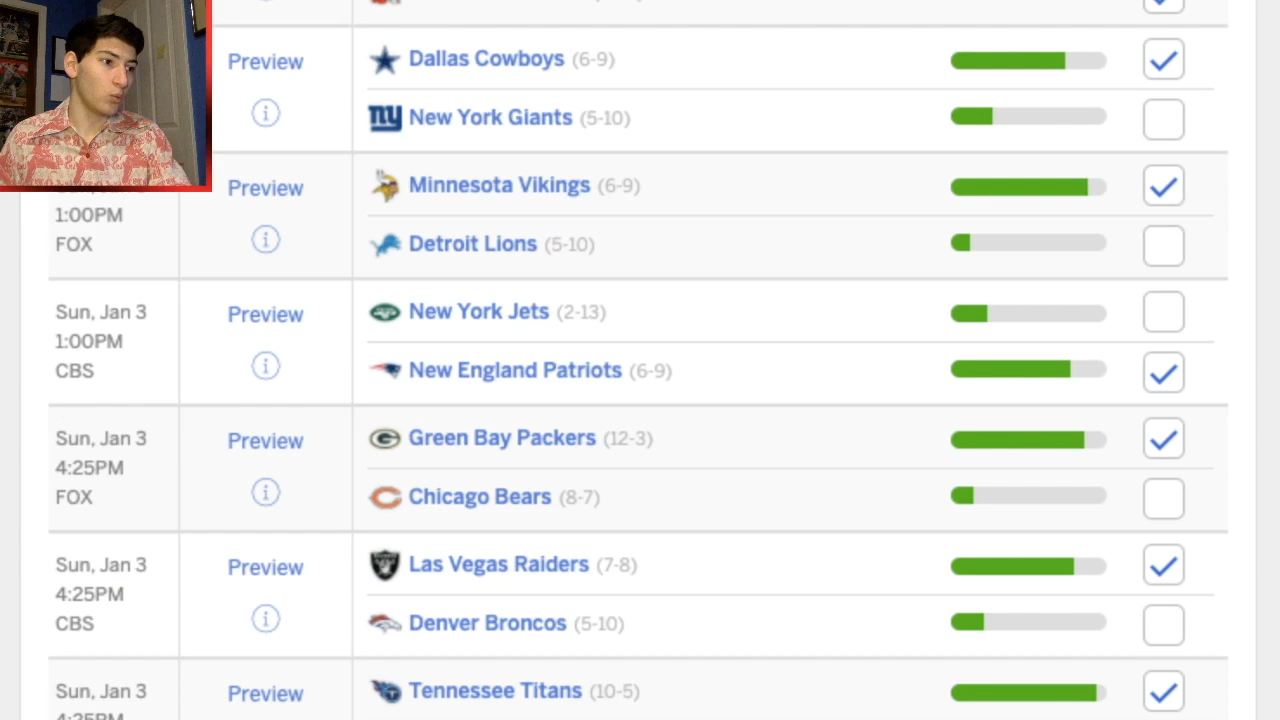 Preview
Dallas Cowboys (6-9)
New York Giants (5-10)
Preview
1:00PM
FOX
Minnesota Vikings (6-9)
Detroit Lions (5-10)
Sun, Jan 3
1:00PM
CBS
Preview
New York Jets (2-13)
New England Patriots (6-9)
Sun, Jan 3
4:25PM
FOX
Preview
Green Bay Packers (12-3)
Chicago Bears (8-7)
Sun, Jan 3
4:25PM
CBS
Preview
Las Vegas Raiders (7-8)
Denver Broncos (5-10)
Sun, Jan 3
4:25PM
Preview
Tennessee Titans (10-5)